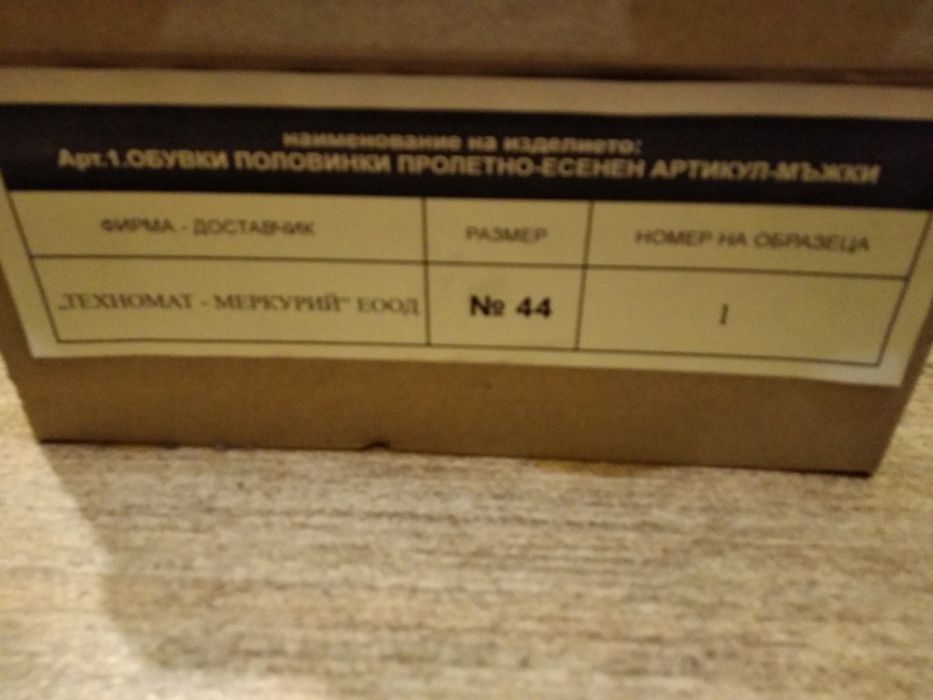 наименование на изделието:
Арт.1.ОБУВКИ ПОЛОВИНКИ ПРОЛЕТНО-ЕСЕНЕН АРТИКУЛ-МЪЖКИ
ФИРМА - ДОСТАВЧИК РАЗМЕР НОМЕР НА ОБРАЗЕЦА
„ТЕХНОМАТ - МЕРКУРИЙ" ЕООД № 44 1